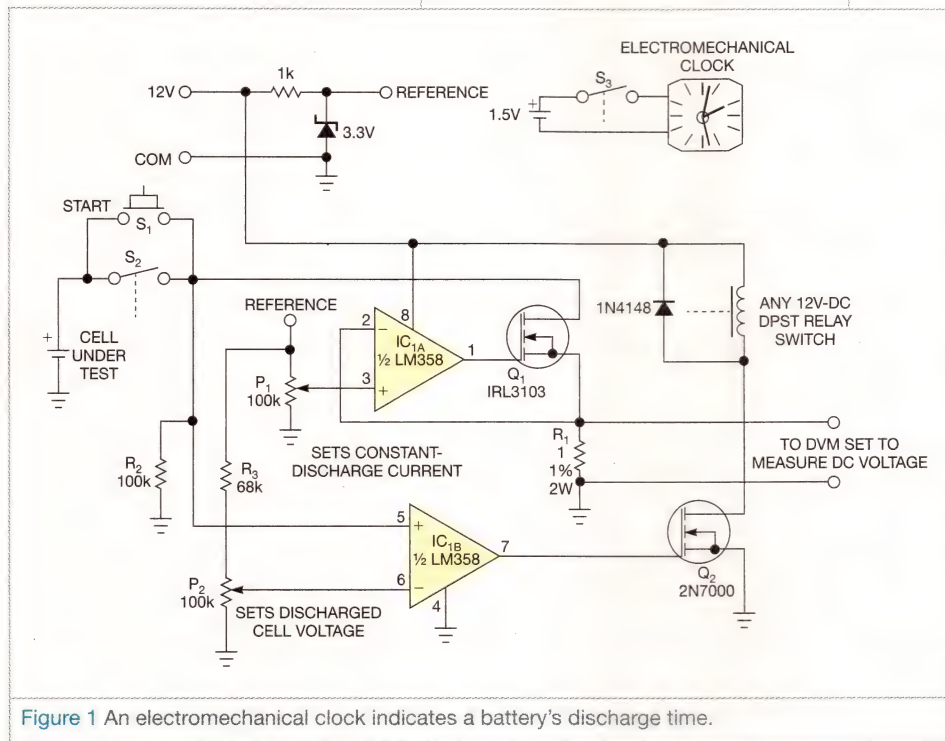 ELECTROMECHANICAL
CLOCK
1k
12V
REFERENCE
S3
1.5V
+
3.3V
COM
START
S1
S2
REFERENCE
+
CELL
UNDER
TEST
8
2
−
IC1A
½ LM358
1
3
+
P1
100k
Q1
IRL3103
1N4148
ANY 12V-DC
DPST RELAY
SWITCH
SETS CONSTANT-
DISCHARGE CURRENT
R1
1
1%
2W
TO DVM SET TO
MEASURE DC VOLTAGE
R2
100k
R3
68k
5
+
IC1B
½ LM358
7
6
−
4
P2
100k
SETS DISCHARGED
CELL VOLTAGE
Q2
2N7000
Figure 1 An electromechanical clock indicates a battery's discharge time.